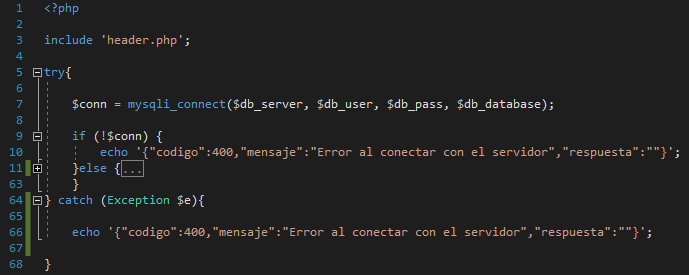 1 <?php
2
3 include 'header.php';
4
5 try{
6
7 $conn = mysqli_connect($db_server, $db_user, $db_pass, $db_database);
8
9 if (!$conn) {
10 echo '{"codigo":400,"mensaje":"Error al conectar con el servidor","respuesta":""}';
11 }else {...
63 }
64 } catch (Exception $e){
65
66 echo '{"codigo":400,"mensaje":"Error al conectar con el servidor","respuesta":""}';
67
68 }